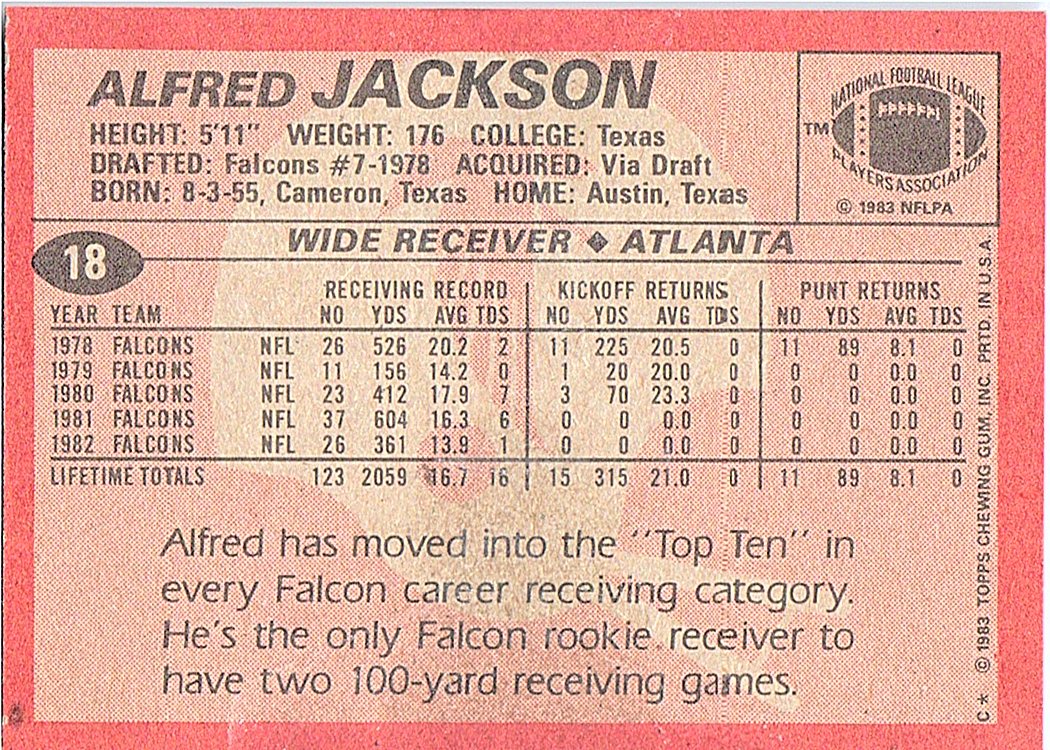 ALFRED JACKSON
HEIGHT: 5'11" WEIGHT: 176 COLLEGE: Texas
DRAFTED: Falcons #7-1978 ACQUIRED: Via Draft
BORN: 8-3-55, Cameron, Texas HOME: Austin, Texas
NATIONAL FOOTBALL LEAGUE
TM
PLAYERS ASSOCIATION
© 1983 NFLPA
18
WIDE RECEIVER ◆ ATLANTA
RECEIVING RECORD KICKOFF RETURNS PUNT RETURNS
YEAR TEAM NO YDS AVG TDS NO YDS AVG TDS NO YDS AVG TDS
1978 FALCONS NFL 26 526 20.2 2 11 225 20.5 0 11 89 8.1 0
1979 FALCONS NFL 11 156 14.2 0 1 20 20.0 0 0 0 0.0 0
1980 FALCONS NFL 23 412 17.9 7 3 70 23.3 0 0 0 0.0 0
1981 FALCONS NFL 37 604 16.3 6 0 0 0.0 0 0 0 0.0 0
1982 FALCONS NFL 26 361 13.9 1 0 0 0.0 0 0 0 0.0 0
LIFETIME TOTALS 123 2059 16.7 16 15 315 21.0 0 11 89 8.1 0
Alfred has moved into the "Top Ten" in
every Falcon career receiving category.
He's the only Falcon rookie receiver to
have two 100-yard receiving games.
C* © 1983 TOPPS CHEWING GUM, INC. PRTD. IN U.S.A.